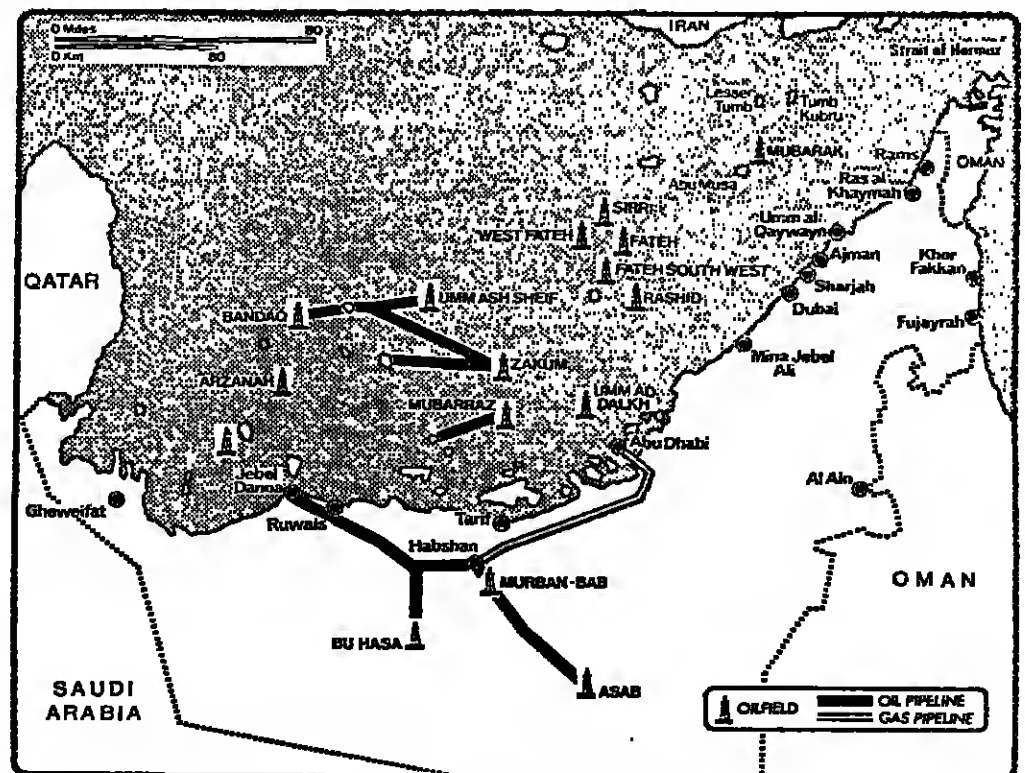 0 Miles 80
0 Km 80
IRAN
Strait of Hormuz
Lesser
Tumb
Tumb
Kubru
MUBARAK
Rams
OMAN
Abu Musa
Ras al
Khaymah
SIRRI
Umm al
Qaywayn
WEST FATEH
FATEH
Ajman
Khor
Fakkan
QATAR
FATEH SOUTH WEST
Sharjah
UMM ASH SHEIF
RASHID
Dubai
BANDAQ
Fujayrah
Mina Jebel
Ali
ZAKUM
ARZANAH
UMM AD
DALKH
MUBARRAZ
Abu Dhabi
Jebel
Danna
Al Ain
Gheweifat
Ruwais
Tarif
Habshan
MURBAN-BAB
OMAN
BU HASA
SAUDI
ARABIA
ASAB
OILFIELD
OIL PIPELINE
GAS PIPELINE